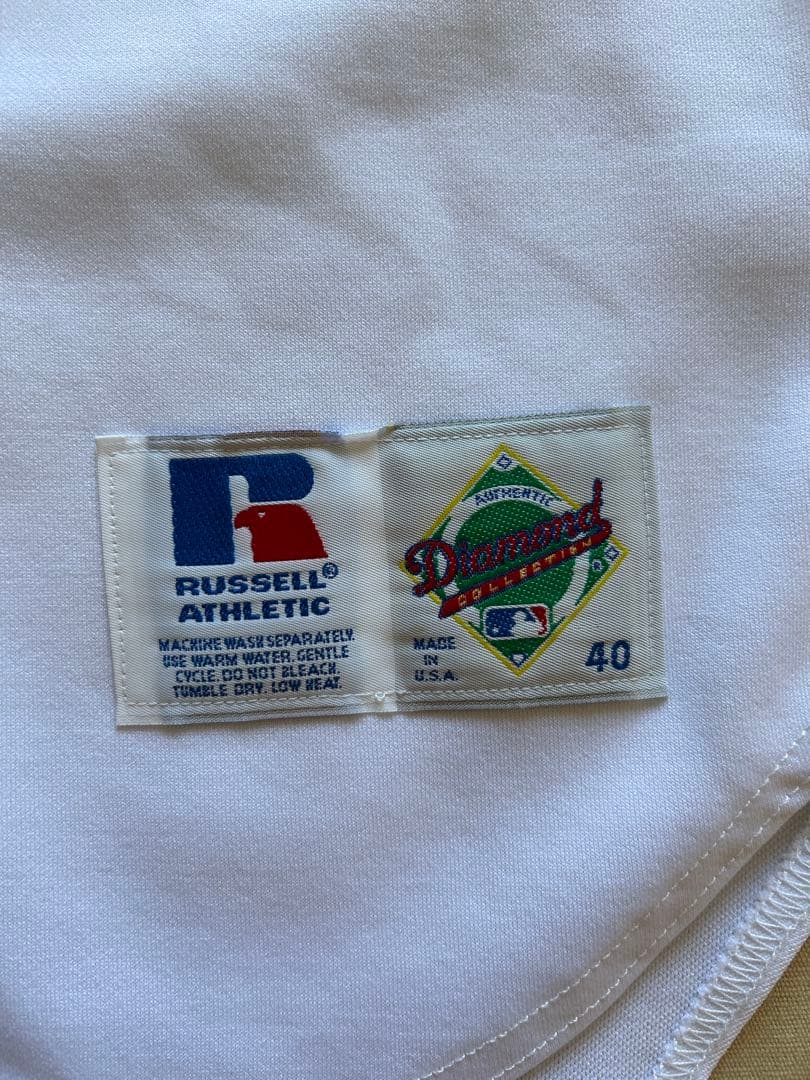 RUSSELL®
ATHLETIC
MACHINE WASH SEPARATELY.
USE WARM WATER. GENTLE
CYCLE. DO NOT BLEACH.
TUMBLE DRY. LOW HEAT.
AUTHENTIC
Diamond
COLLECTION
MADE
IN
U.S.A.
40